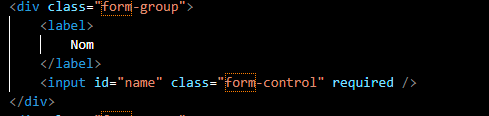 <div class="form-group">
<label>
Nom
</label>
<input id="name" class="form-control" required />
</div>